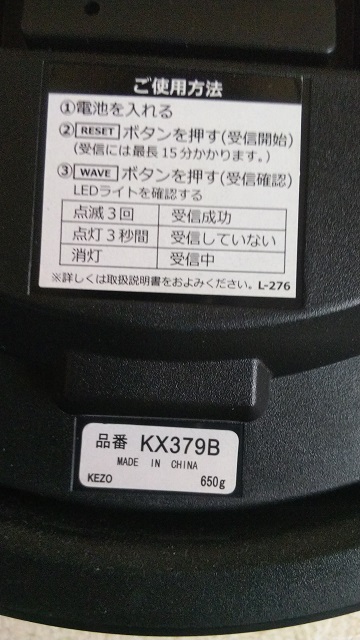 ご使用方法
①電池を入れる
②RESETボタンを押す(受信開始)
(受信には最長15分かかります。)
③WAVEボタンを押す(受信確認)
LEDライトを確認する
点滅3回 受信成功
点灯3秒間 受信していない
消灯 受信中
※詳しくは取扱説明書をおよみください。 L-276
品番 KX379B
MADE IN CHINA
KEZO 650g